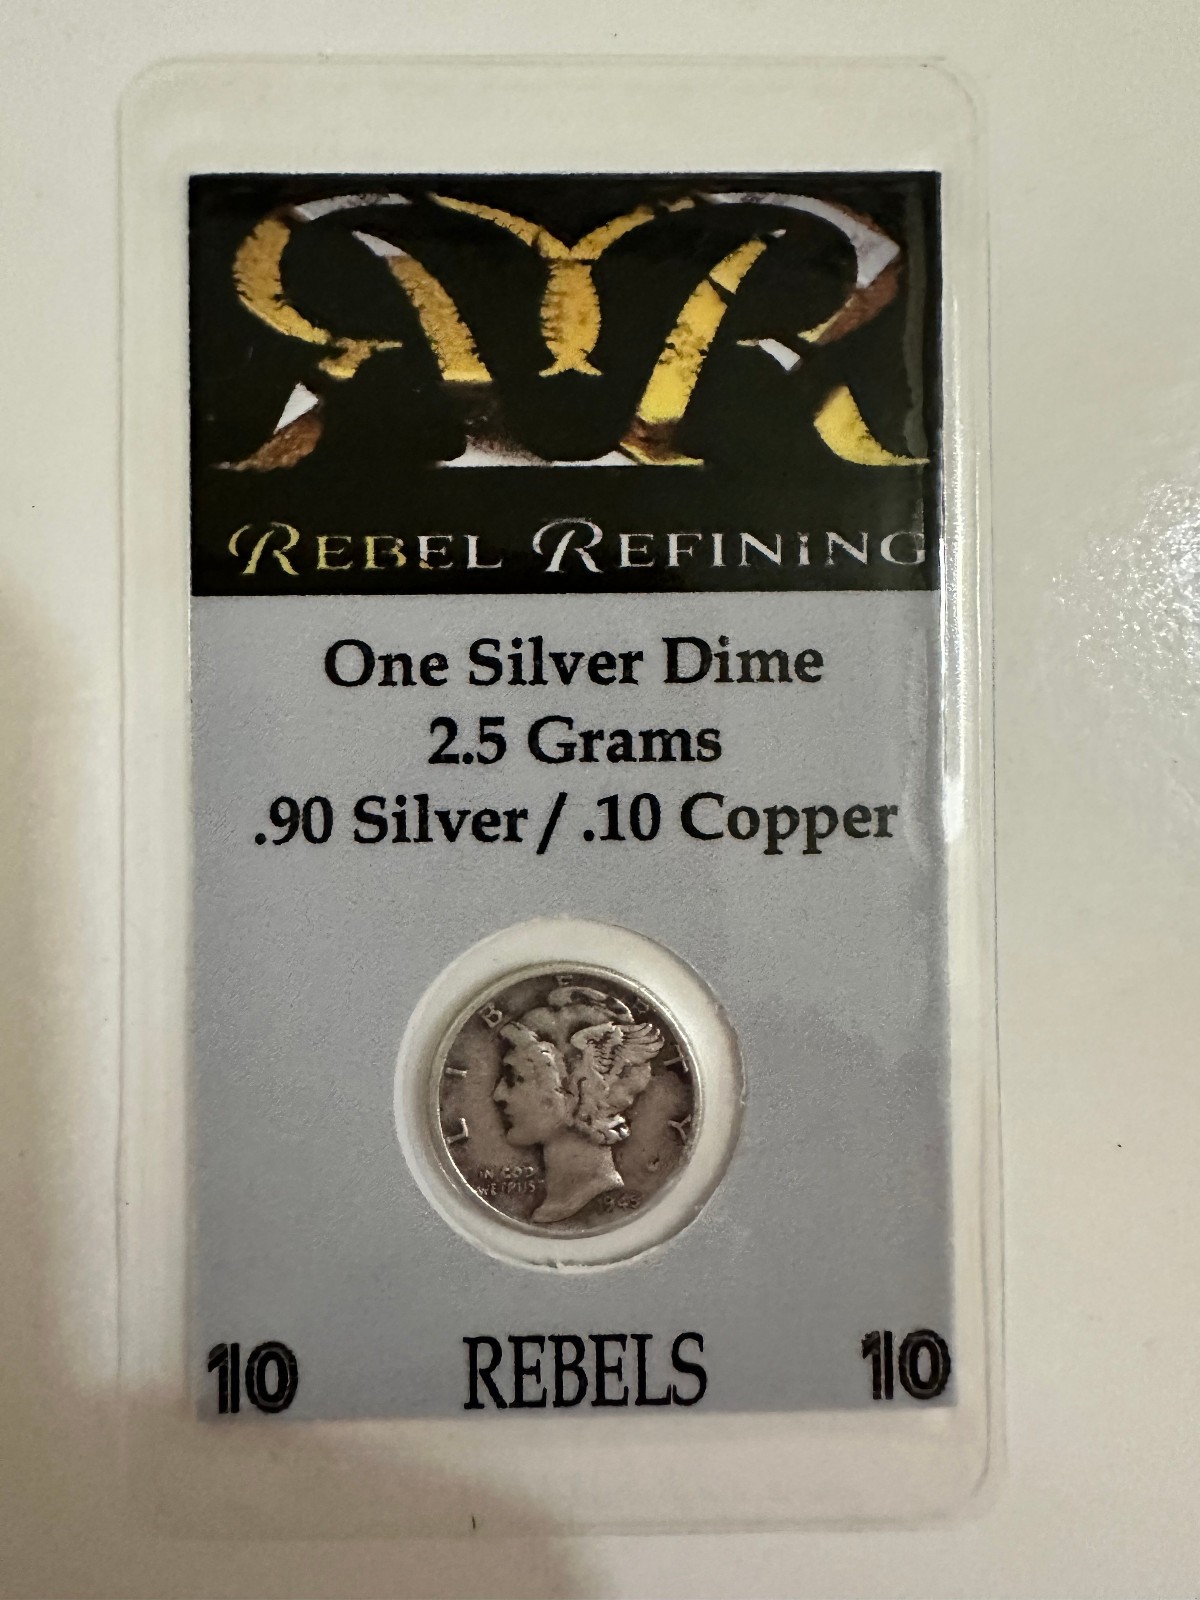 RR
REBEL REFINING
One Silver Dime
2.5 Grams
.90 Silver / .10 Copper
LIBERTY
IN GOD
WE TRUST
10 REBELS 10